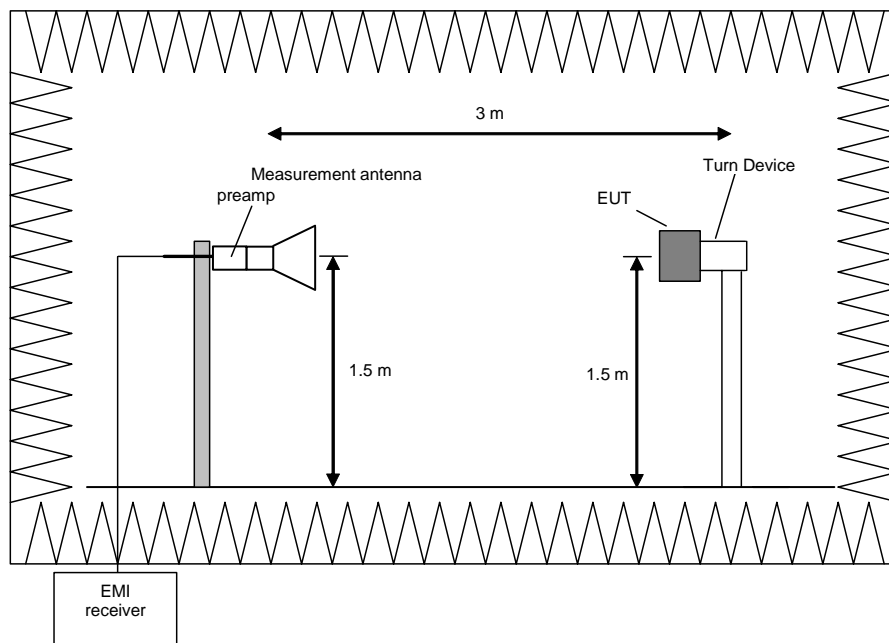 3 m
Measurement antenna
preamp
Turn Device
EUT
1.5 m
1.5 m
EMI
receiver